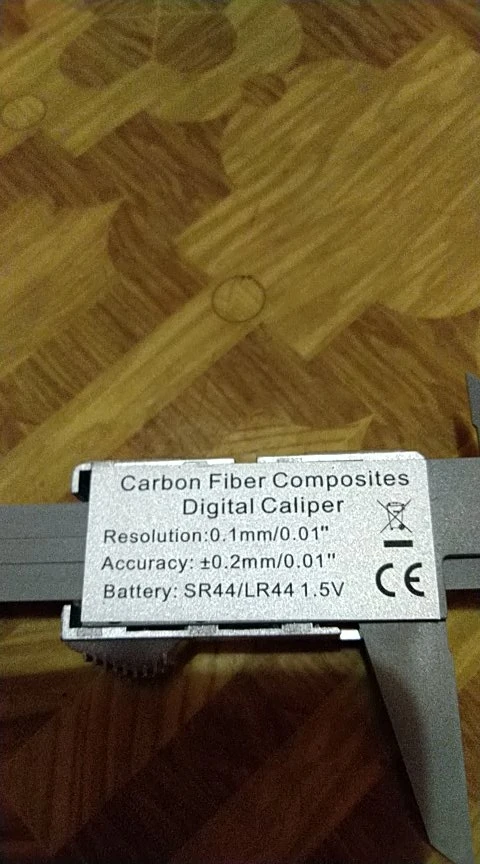 Carbon Fiber Composites
Digital Caliper
Resolution:0.1mm/0.01"
Accuracy: ±0.2mm/0.01"
Battery: SR44/LR44 1.5V
CE